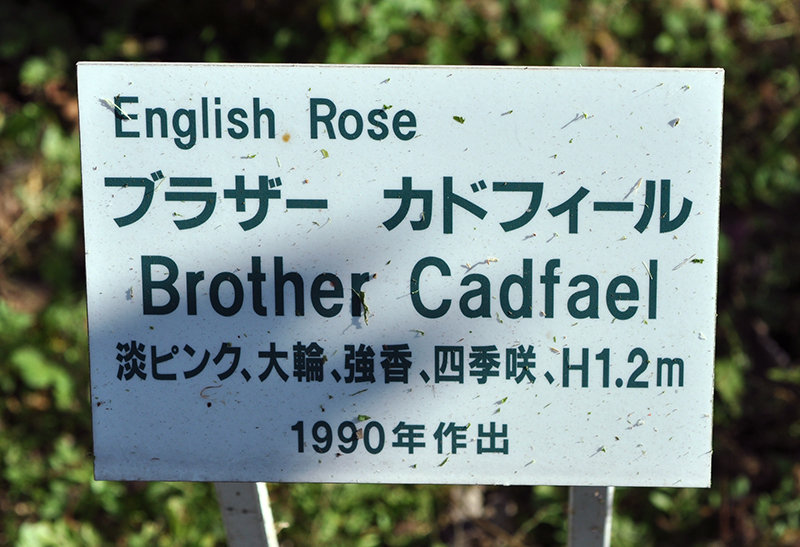 English Rose
ブラザー カドフィール
Brother Cadfael
淡ピンク、大輪、強香、四季咲、H1.2m
1990年作出